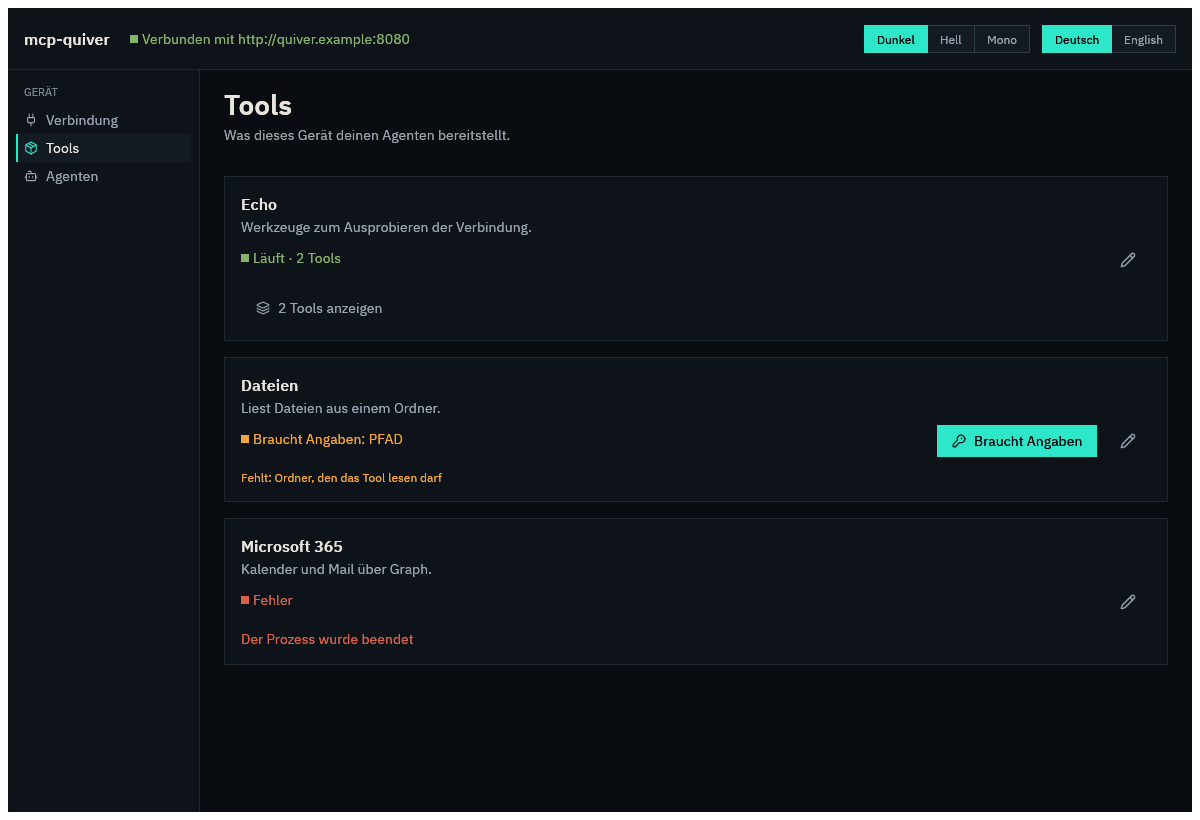 mcp-quiver
Verbunden mit http://quiver.example:8080
Dunkel Hell Mono
Deutsch English
GERÄT
Verbindung
Tools
Agenten
Tools
Was dieses Gerät deinen Agenten bereitstellt.
Echo
Werkzeuge zum Ausprobieren der Verbindung.
Läuft · 2 Tools
2 Tools anzeigen
Dateien
Liest Dateien aus einem Ordner.
Braucht Angaben: PFAD
Braucht Angaben
Fehlt: Ordner, den das Tool lesen darf
Microsoft 365
Kalender und Mail über Graph.
Fehler
Der Prozess wurde beendet